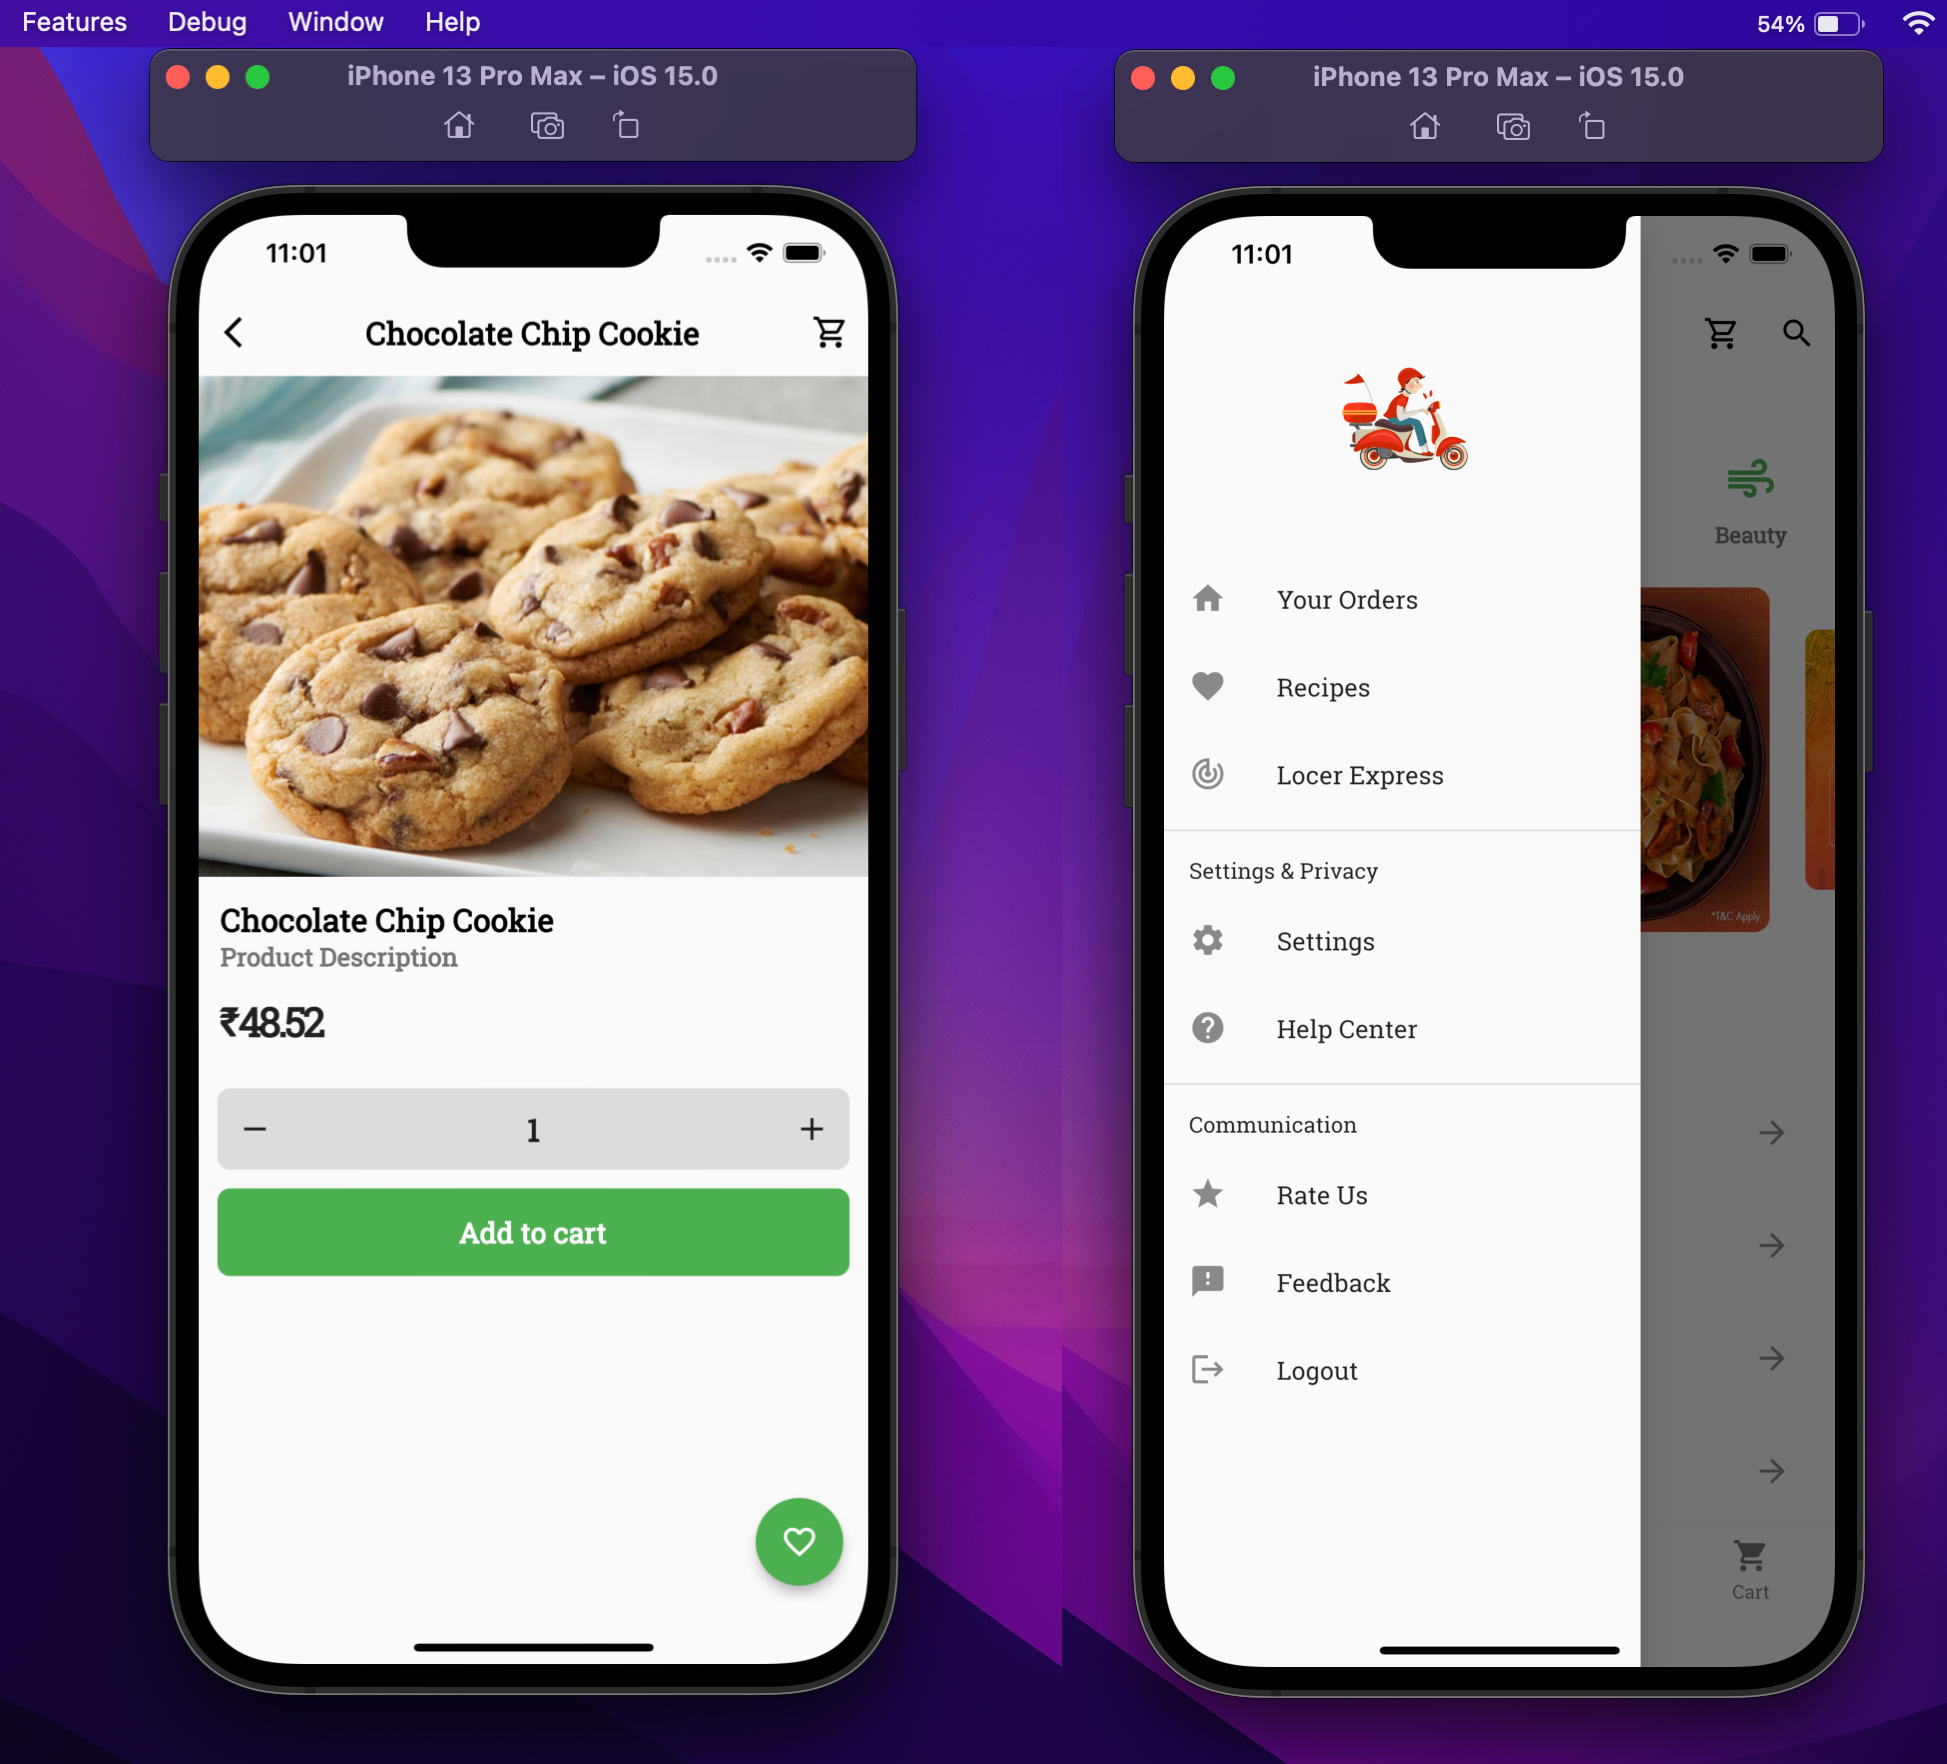 Features Debug Window Help 54%
iPhone 13 Pro Max – iOS 15.0
11:01
Chocolate Chip Cookie
Chocolate Chip Cookie
Product Description
₹48.52
1
Add to cart
iPhone 13 Pro Max – iOS 15.0
11:01
Beauty
Your Orders
Recipes
Locer Express
*T&C Apply
Settings & Privacy
Settings
Help Center
Communication
Rate Us
Feedback
Logout
Cart